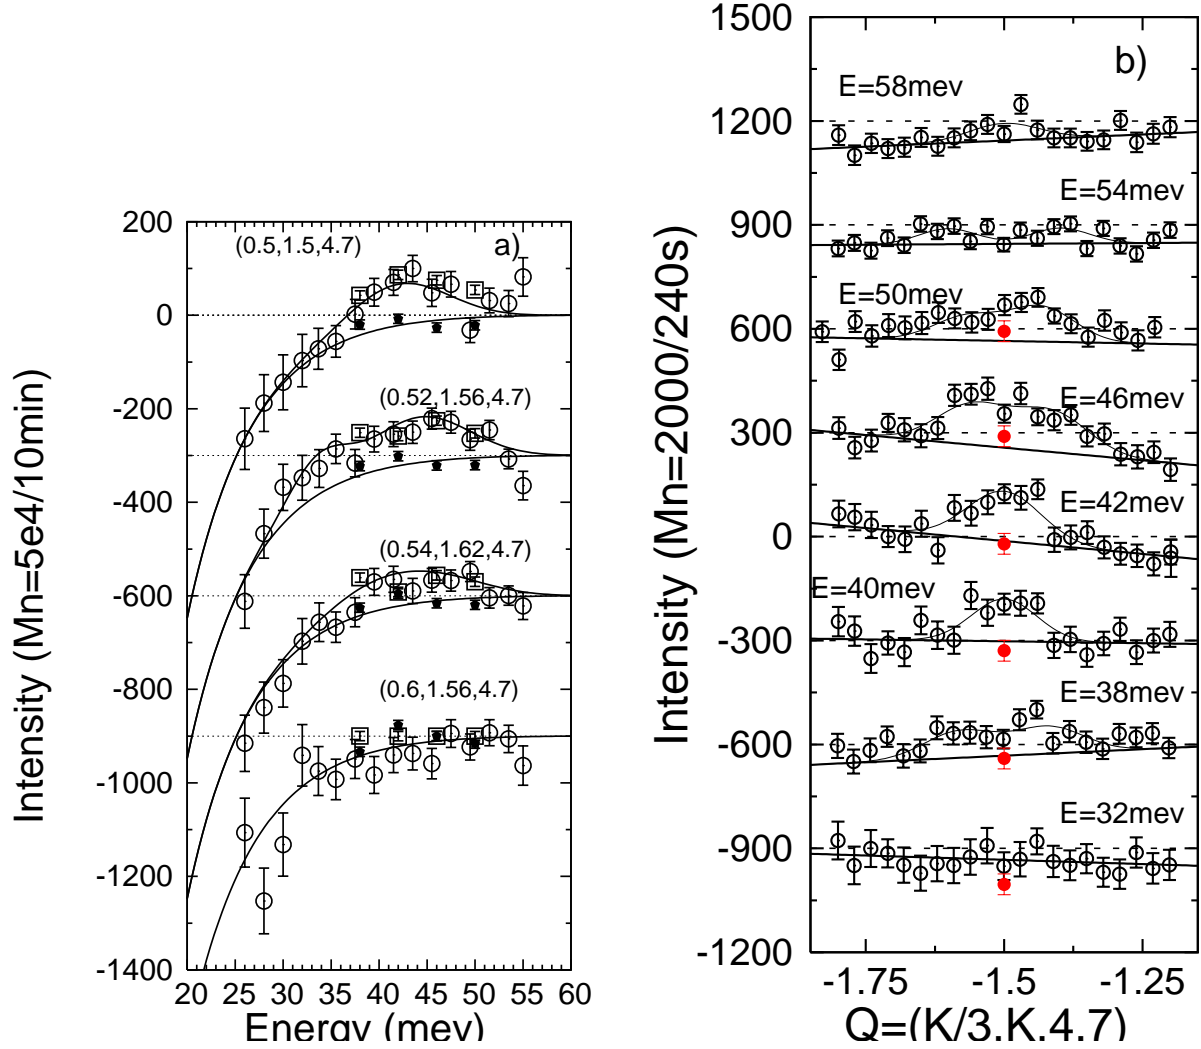 Intensity (Mn=5e4/10min)
200
0
-200
-400
-600
-800
-1000
-1200
-1400
(0.5,1.5,4.7)
a)
(0.52,1.56,4.7)
(0.54,1.62,4.7)
(0.6,1.56,4.7)
20 25 30 35 40 45 50 55 60
Energy (mev)
Intensity (Mn=2000/240s)
1500
1200
900
600
300
0
-300
-600
-900
-1200
b)
E=58mev
E=54mev
E=50mev
E=46mev
E=42mev
E=40mev
E=38mev
E=32mev
-1.75 -1.5 -1.25
Q=(K/3,K,4.7)